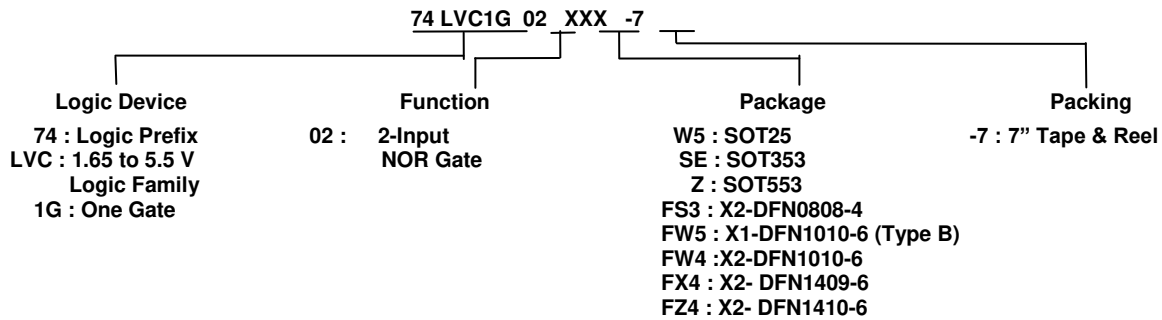 74 LVC1G 02 XXX -7
Logic Device Function Package Packing
74 : Logic Prefix 02 : 2-Input W5 : SOT25 -7 : 7” Tape & Reel
LVC : 1.65 to 5.5 V NOR Gate SE : SOT353
Logic Family Z : SOT553
1G : One Gate FS3 : X2-DFN0808-4
FW5 : X1-DFN1010-6 (Type B)
FW4 :X2-DFN1010-6
FX4 : X2- DFN1409-6
FZ4 : X2- DFN1410-6